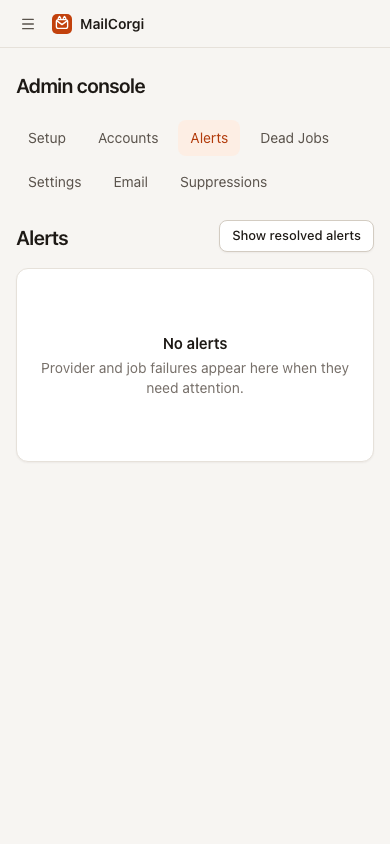 MailCorgi
Admin console
Setup Accounts Alerts Dead Jobs
Settings Email Suppressions
Alerts Show resolved alerts
No alerts
Provider and job failures appear here when they
need attention.